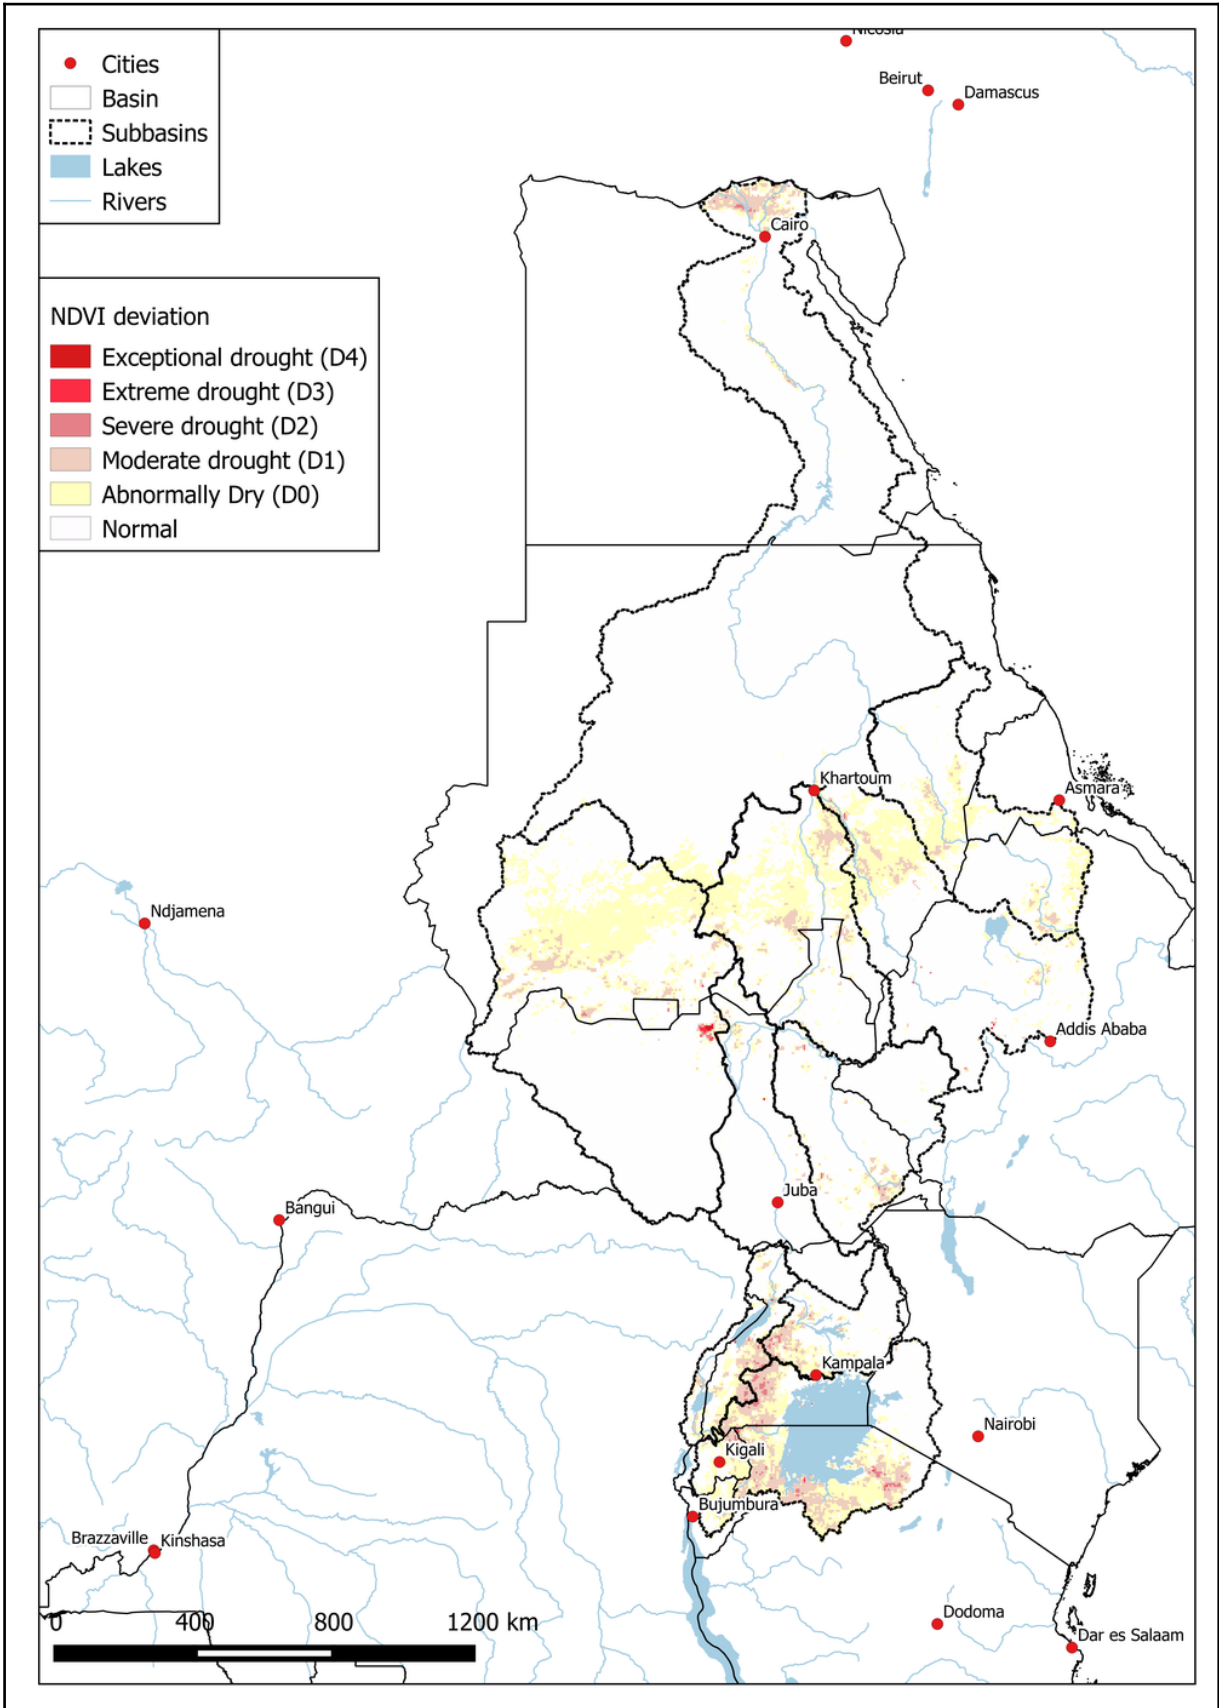 Nicosia
Cities
Beirut
Basin
Damascus
Subbasins
Lakes
Rivers
Cairo
NDVI deviation
Exceptional drought (D4)
Extreme drought (D3)
Severe drought (D2)
Moderate drought (D1)
Abnormally Dry (D0)
Normal
Khartoum
Asmara
Ndjamena
Addis Ababa
Juba
Bangui
Kampala
Nairobi
Kigali
Bujumbura
Brazzaville
Kinshasa
Dodoma
0 400 800 1200 km
Dar es Salaam